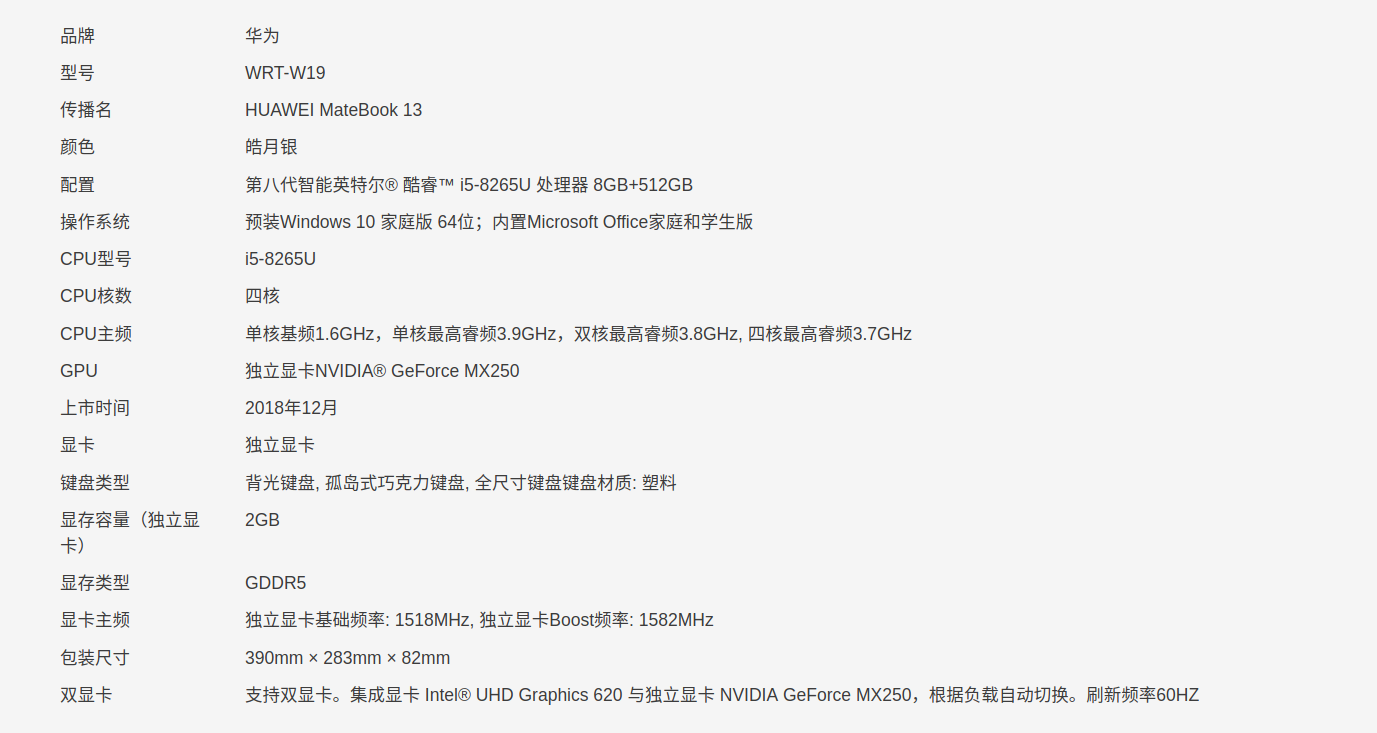 品牌 华为
型号 WRT-W19
传播名 HUAWEI MateBook 13
颜色 皓月银
配置 第八代智能英特尔® 酷睿™ i5-8265U 处理器 8GB+512GB
操作系统 预装Windows 10 家庭版 64位；内置Microsoft Office家庭和学生版
CPU型号 i5-8265U
CPU核数 四核
CPU主频 单核基频1.6GHz，单核最高睿频3.9GHz，双核最高睿频3.8GHz, 四核最高睿频3.7GHz
GPU 独立显卡NVIDIA® GeForce MX250
上市时间 2018年12月
显卡 独立显卡
键盘类型 背光键盘, 孤岛式巧克力键盘, 全尺寸键盘键盘材质: 塑料
显存容量（独立显 2GB
卡）
显存类型 GDDR5
显卡主频 独立显卡基础频率: 1518MHz, 独立显卡Boost频率: 1582MHz
包装尺寸 390mm × 283mm × 82mm
双显卡 支持双显卡。集成显卡 Intel® UHD Graphics 620 与独立显卡 NVIDIA GeForce MX250，根据负载自动切换。刷新频率60HZ